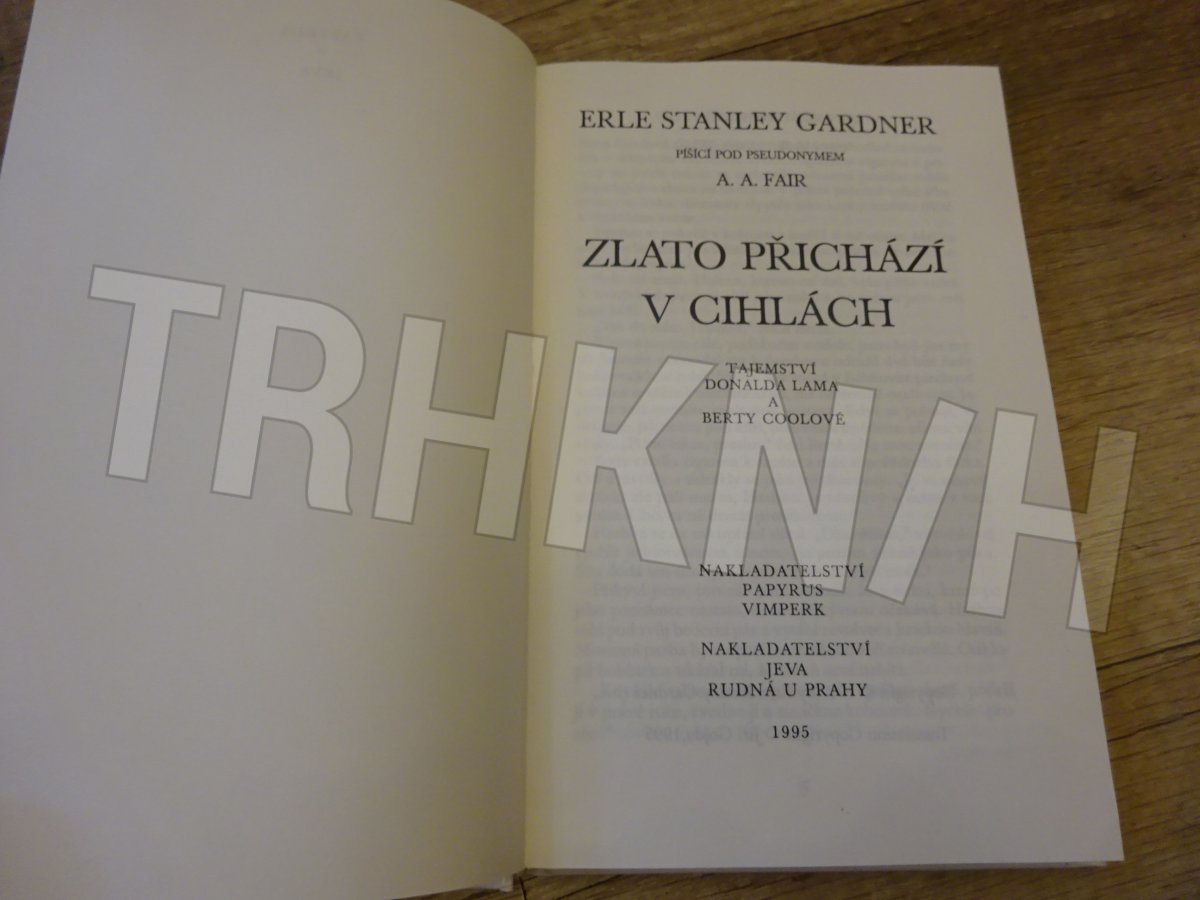 ERLE STANLEY GARDNER
PÍŠÍCÍ POD PSEUDONYMEM
A. A. FAIR
ZLATO PŘICHÁZÍ
V CIHLÁCH
TAJEMSTVÍ
DONALDA LAMA
A
BERTY COOLOVÉ
NAKLADATELSTVÍ
PAPYRUS
VIMPERK
NAKLADATELSTVÍ
JEVA
RUDNÁ U PRAHY
1995
TRHKN/H